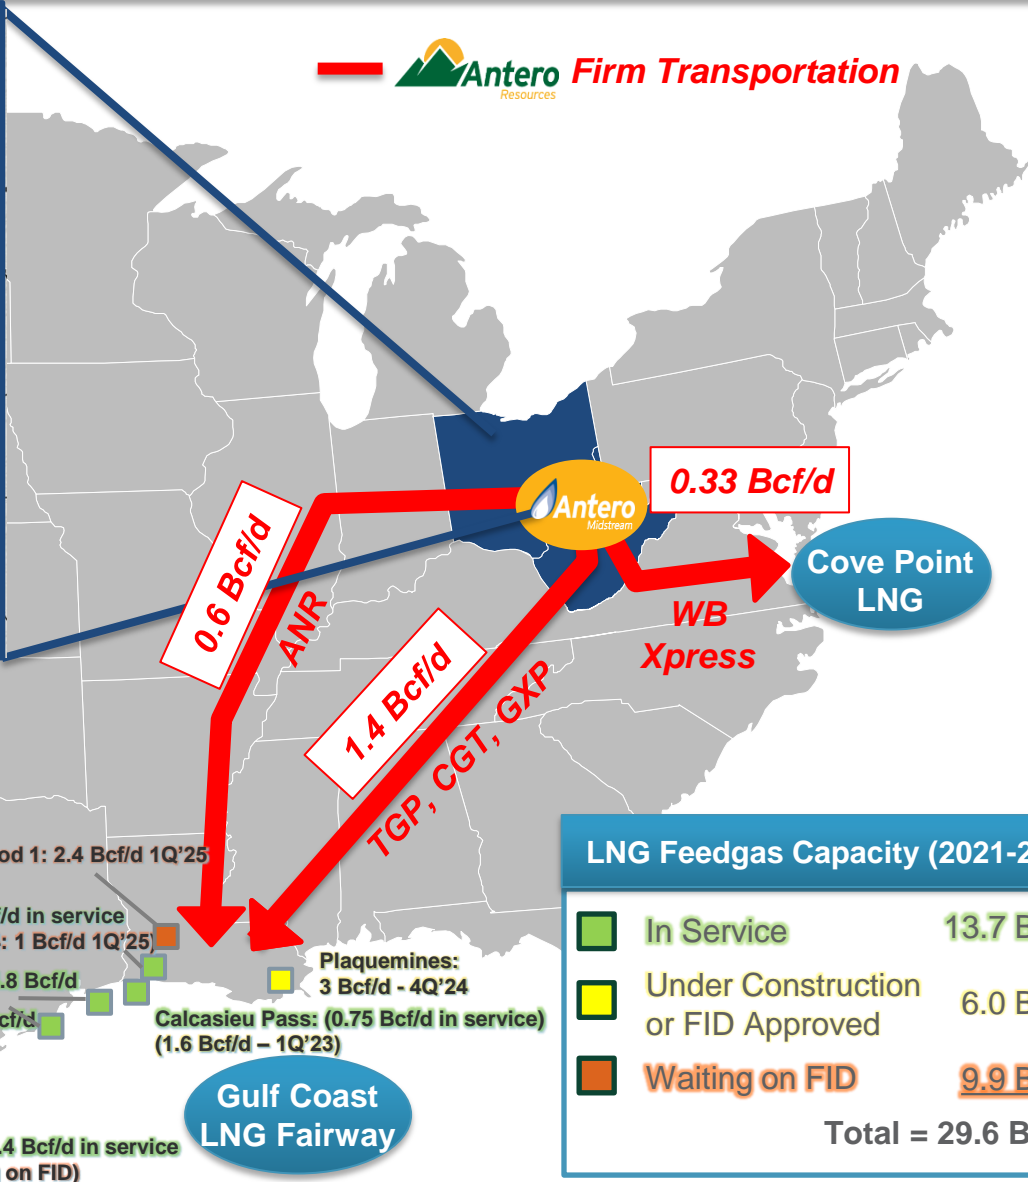 Antero
Resources
Firm Transportation
0.33 Bcf/d
Antero
Midstream
Cove Point
LNG
WB
Xpress
0.6 Bcf/d
ANR
1.4 Bcf/d
TGP, CGT, GXP
od 1: 2.4 Bcf/d 1Q'25
f/d in service
: 1 Bcf/d 1Q'25)
.8 Bcf/d
cf/d
Plaquemines:
3 Bcf/d - 4Q'24
Calcasieu Pass: (0.75 Bcf/d in service)
(1.6 Bcf/d – 1Q'23)
Gulf Coast
LNG Fairway
.4 Bcf/d in service
on FID)
LNG Feedgas Capacity (2021-2
In Service 13.7 B
Under Construction
or FID Approved 6.0 B
Waiting on FID 9.9 B
Total = 29.6 B